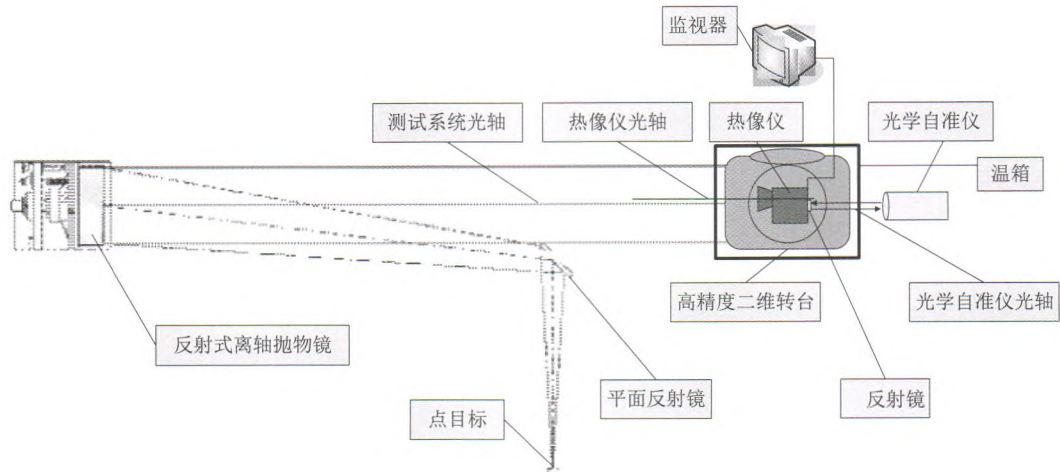 监视器
测试系统光轴
热像仪光轴
热像仪
光学自准仪
温箱
高精度二维转台
光学自准仪光轴
反射式离轴抛物镜
平面反射镜
反射镜
点目标